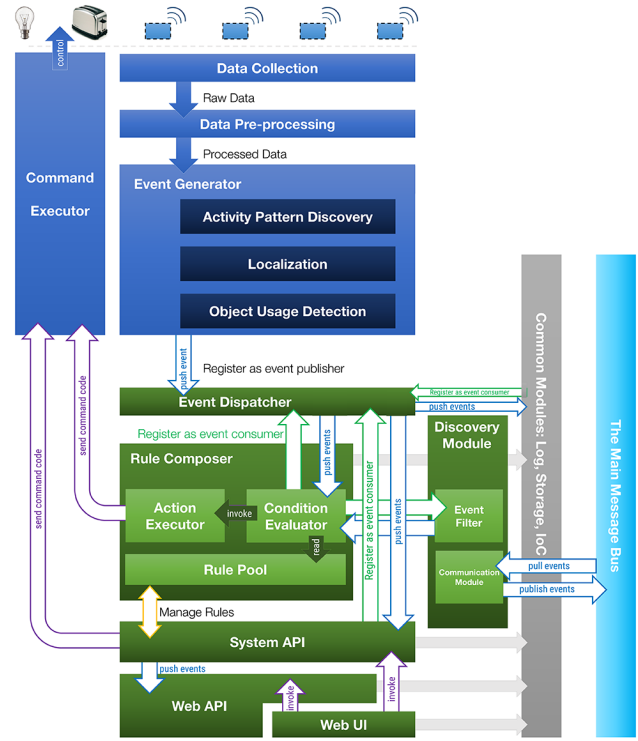 control
Data Collection
Raw Data
Data Pre-processing
Processed Data
Command
Executor
Event Generator
Activity Pattern Discovery
Localization
Object Usage Detection
push event
Register as event publisher
Event Dispatcher
Register as event consumer
push events
Register as event consumer
push events
Discovery
Module
Rule Composer
Action
Executor
invoke
Condition
Evaluator
read
Rule Pool
Register as event consumer
push events
Event
Filter
Communication
Module
pull events
publish events
send command code
send command code
Manage Rules
System API
push events
Web API
invoke
invoke
Web UI
Common Modules: Log, Storage, IoC
The Main Message Bus